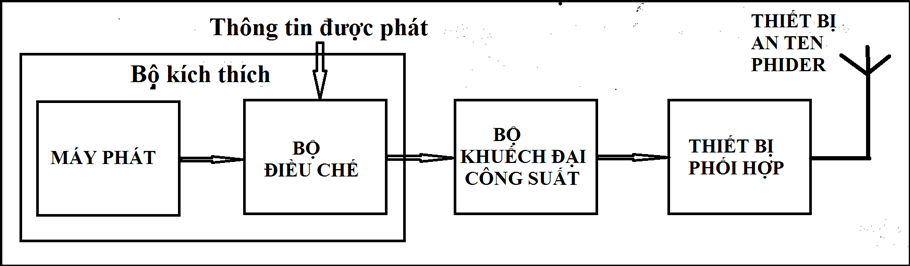 Thông tin được phát
THIẾT BỊ
AN TEN
PHIDER
Bộ kích thích
MÁY PHÁT
BỘ
ĐIỀU CHẾ
BỘ
KHUẾCH ĐẠI
CÔNG SUẤT
THIẾT BỊ
PHỐI HỢP